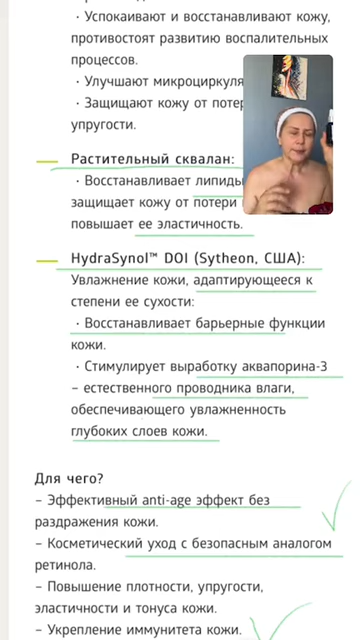 · Успокаивают и восстанавливают кожу,
противостоят развитию воспалительных
процессов.
· Улучшают
· Защищают кожу от
упругости.
Растительный сквалан:
· Восстанавливает липиды
защищает кожу от потери
повышает ее эластичность.
HydraSynol™ DOI (Sytheon, США):
Увлажнение кожи, адаптирующееся к
степени ее сухости:
· Восстанавливает барьерные функции
кожи.
· Стимулирует выработку аквапорина-3
– естественного проводника влаги,
обеспечивающего увлажненность
глубоких слоев кожи.
Для чего?
– Эффективный anti-age эффект без
раздражения кожи.
– Косметический уход с безопасным аналогом
ретинола.
– Повышение плотности, упругости,
эластичности и тонуса кожи.
– Укрепление иммунитета кожи.